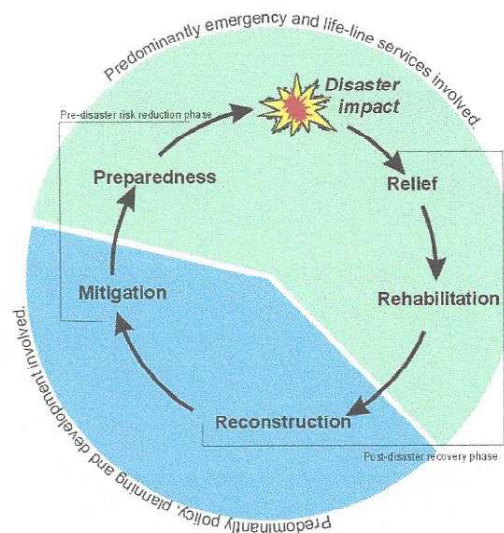 Predominantly emergency and life-line services involved.
Disaster
impact
Pre-disaster risk reduction phase
Preparedness
Relief
Mitigation
Rehabilitation
Reconstruction
Post-disaster recovery phase
Predominantly policy, planning and development involved.